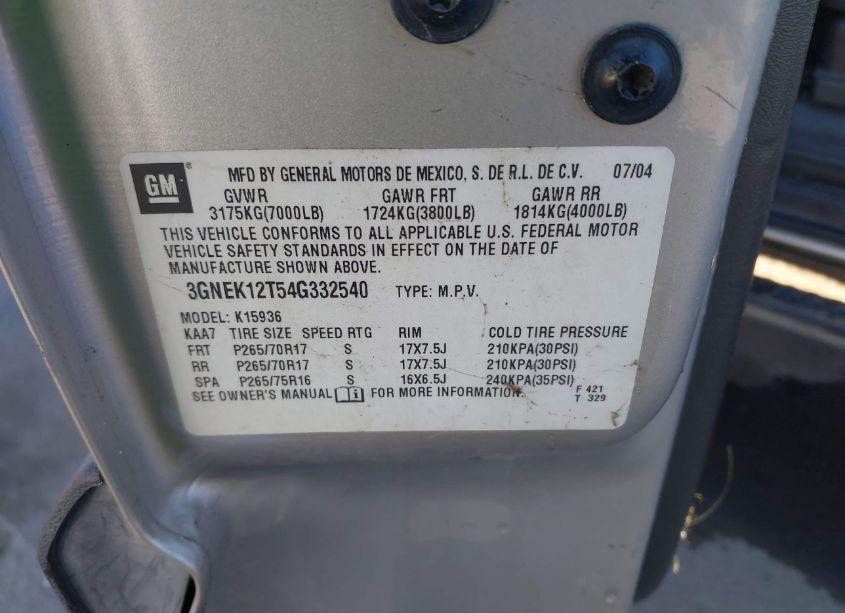 GM ® MFD BY GENERAL MOTORS DE MEXICO, S. DE R.L. DE C.V. 07/04
GVWR GAWR FRT GAWR RR
3175KG(7000LB) 1724KG(3800LB) 1814KG(4000LB)
THIS VEHICLE CONFORMS TO ALL APPLICABLE U.S. FEDERAL MOTOR
VEHICLE SAFETY STANDARDS IN EFFECT ON THE DATE OF
MANUFACTURE SHOWN ABOVE.
3GNEK12T54G332540 TYPE: M.P.V.
MODEL: K15936
KAA7 TIRE SIZE SPEED RTG RIM COLD TIRE PRESSURE
FRT P265/70R17 S 17X7.5J 210KPA(30PSI)
RR P265/70R17 S 17X7.5J 210KPA(30PSI)
SPA P265/75R16 S 16X6.5J 240KPA(35PSI)
SEE OWNER'S MANUAL i FOR MORE INFORMATION. F 421
T 329